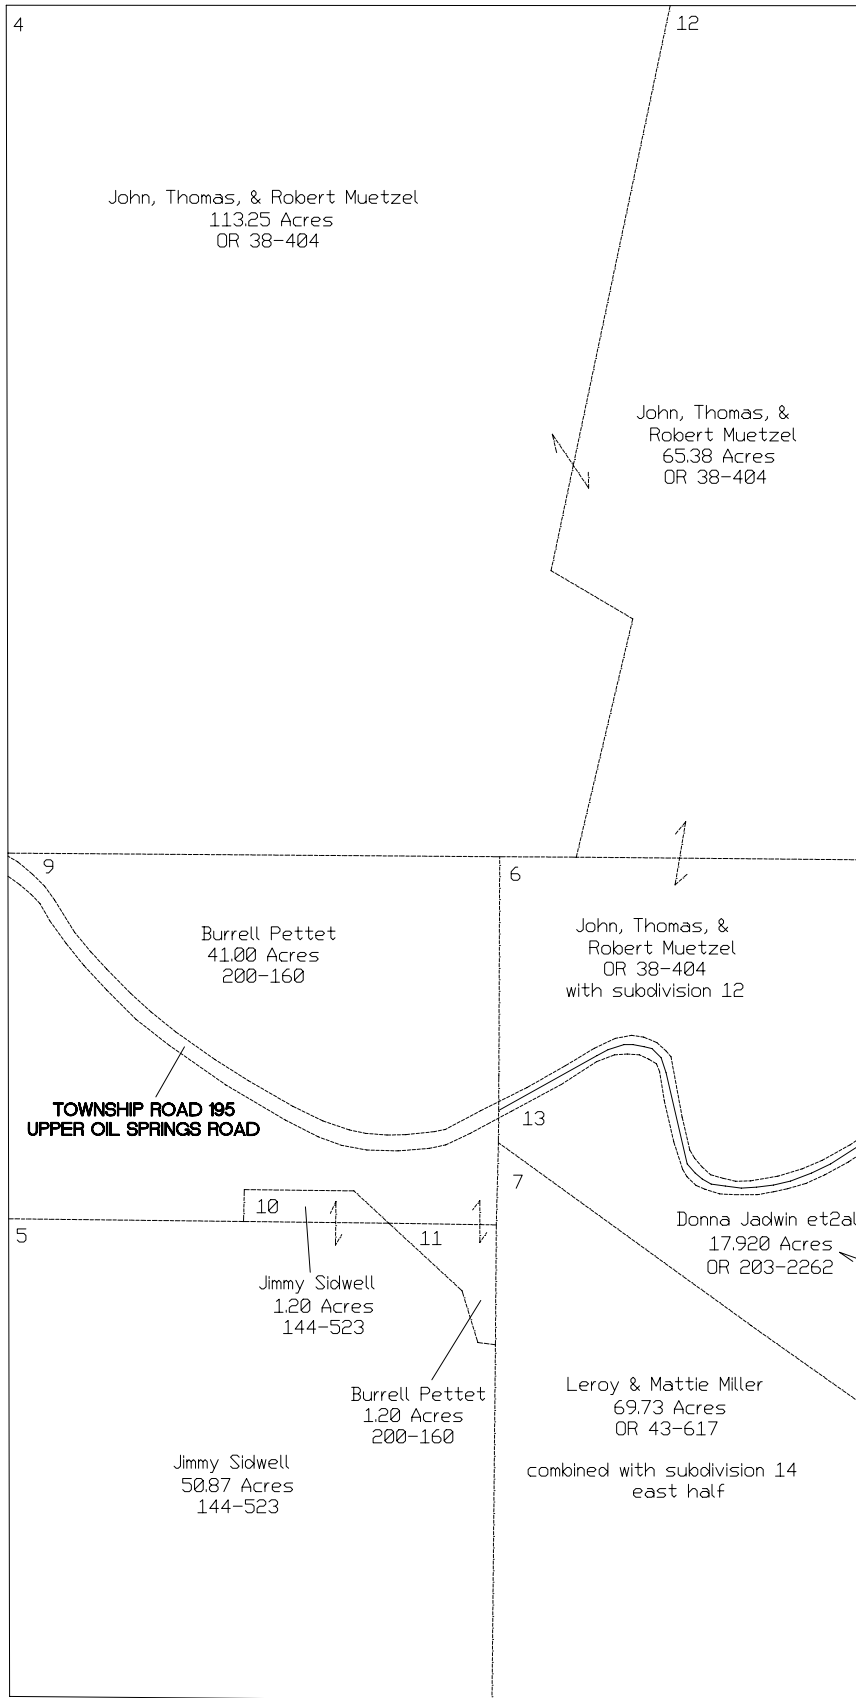 4
12
John, Thomas, & Robert Muetzel
113.25 Acres
OR 38-404
John, Thomas, &
Robert Muetzel
65.38 Acres
OR 38-404
9
6
Burrell Pettet
41.00 Acres
200-160
John, Thomas, &
Robert Muetzel
OR 38-404
with subdivision 12
TOWNSHIP ROAD 195
UPPER OIL SPRINGS ROAD
13
7
10
5
11
Donna Jadwin et2al
17.920 Acres
OR 203-2262
Jimmy Sidwell
1.20 Acres
144-523
Burrell Pettet
1.20 Acres
200-160
Leroy & Mattie Miller
69.73 Acres
OR 43-617
combined with subdivision 14
east half
Jimmy Sidwell
50.87 Acres
144-523